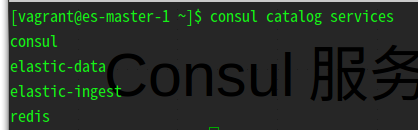 [vagrant@es-master-1 ~]$ consul catalog services
consul
elastic-data
elastic-ingest
redis
Consul 服务